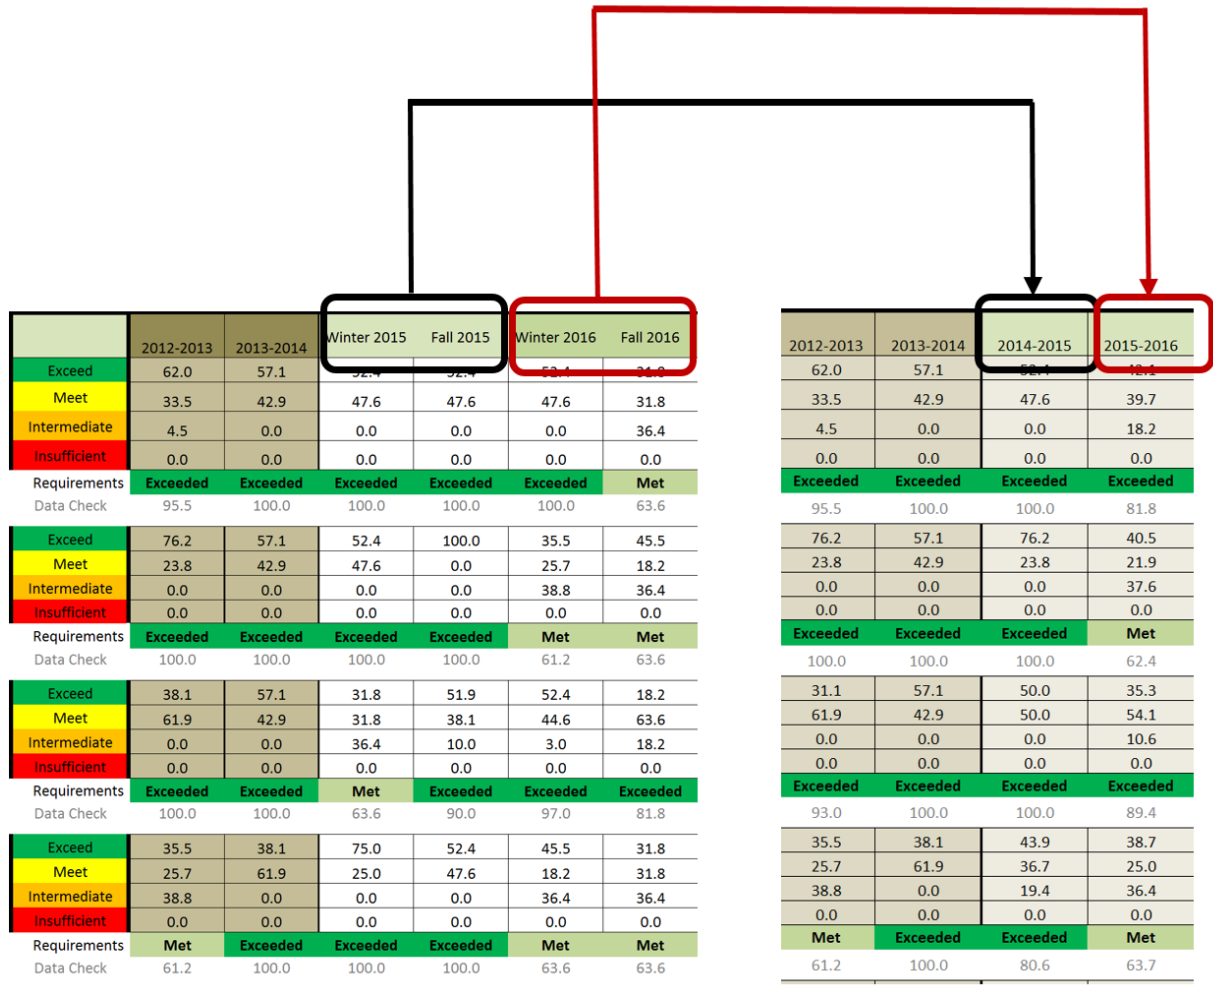 Winter 2015 Fall 2015 Winter 2016 Fall 2016
2012-2013 2013-2014
2012-2013 2013-2014 2014-2015 2015-2016
Exceed 62.0 57.1 52.4 52.4 52.4 31.8 62.0 57.1 52.4 42.1
Meet 33.5 42.9 47.6 47.6 47.6 31.8 33.5 42.9 47.6 39.7
Intermediate 4.5 0.0 0.0 0.0 0.0 36.4 4.5 0.0 0.0 18.2
Insufficient 0.0 0.0 0.0 0.0 0.0 0.0 0.0 0.0 0.0 0.0
Requirements Exceeded Exceeded Exceeded Exceeded Exceeded Met Exceeded Exceeded Exceeded Exceeded
Data Check 95.5 100.0 100.0 100.0 100.0 63.6 95.5 100.0 100.0 81.8
Exceed 76.2 57.1 52.4 100.0 35.5 45.5 76.2 57.1 76.2 40.5
Meet 23.8 42.9 47.6 0.0 25.7 18.2 23.8 42.9 23.8 21.9
Intermediate 0.0 0.0 0.0 0.0 38.8 36.4 0.0 0.0 0.0 37.6
Insufficient 0.0 0.0 0.0 0.0 0.0 0.0 0.0 0.0 0.0 0.0
Requirements Exceeded Exceeded Exceeded Exceeded Met Met Exceeded Exceeded Exceeded Met
Data Check 100.0 100.0 100.0 100.0 61.2 63.6 100.0 100.0 100.0 62.4
Exceed 38.1 57.1 31.8 51.9 52.4 18.2 31.1 57.1 50.0 35.3
Meet 61.9 42.9 31.8 38.1 44.6 63.6 61.9 42.9 50.0 54.1
Intermediate 0.0 0.0 36.4 10.0 3.0 18.2 0.0 0.0 0.0 10.6
Insufficient 0.0 0.0 0.0 0.0 0.0 0.0 0.0 0.0 0.0 0.0
Requirements Exceeded Exceeded Met Exceeded Exceeded Exceeded Exceeded Exceeded Exceeded Exceeded
Data Check 100.0 100.0 63.6 90.0 97.0 81.8 93.0 100.0 100.0 89.4
Exceed 35.5 38.1 75.0 52.4 45.5 31.8 35.5 38.1 43.9 38.7
Meet 25.7 61.9 25.0 47.6 18.2 31.8 25.7 61.9 36.7 25.0
Intermediate 38.8 0.0 0.0 0.0 36.4 36.4 38.8 0.0 19.4 36.4
Insufficient 0.0 0.0 0.0 0.0 0.0 0.0 0.0 0.0 0.0 0.0
Requirements Met Exceeded Exceeded Exceeded Met Met Met Exceeded Exceeded Met
Data Check 61.2 100.0 100.0 100.0 63.6 63.6 61.2 100.0 80.6 63.7